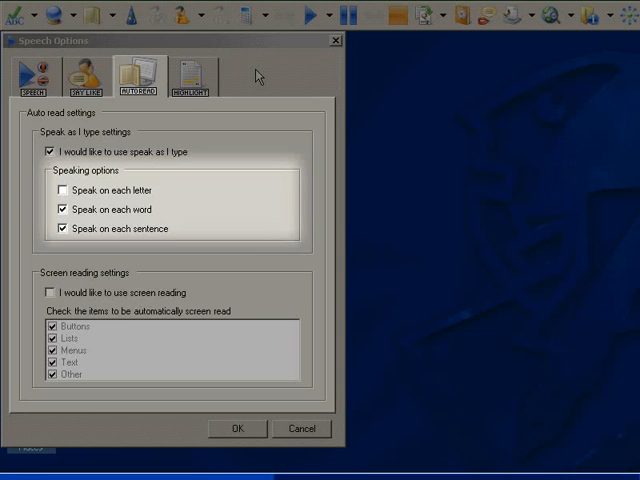 ABC
Speech Options
SPEECH
SAY LIKE
AUTO READ
HIGHLIGHT
Auto read settings
Speak as I type settings
I would like to use speak as I type
Speaking options
Speak on each letter
Speak on each word
Speak on each sentence
Screen reading settings
I would like to use screen reading
Check the items to be automatically screen read
Buttons
Lists
Menus
Text
Other
OK
Cancel